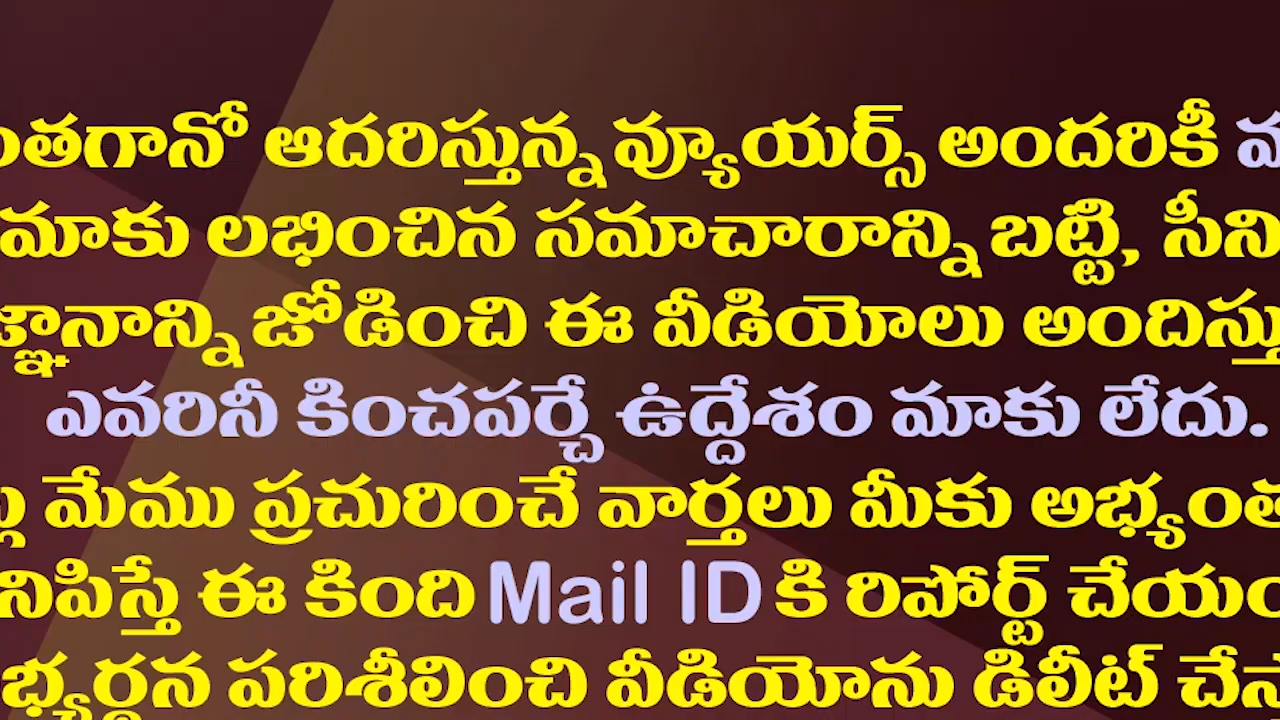 ఆదరిస్తున్న వ్యూయర్స్ అందరికీ
మాకు లభించిన సమాచారాన్ని బట్టి,
జోడించి ఈ వీడియోలు
ఎవరినీ కించపర్చే ఉద్దేశం మాకు లేదు.
మేము ప్రచురించే వార్తలు మీకు
ఈ కింది Mail ID కి రిపోర్ట్
పరిశీలించి వీడియోను డిలీట్